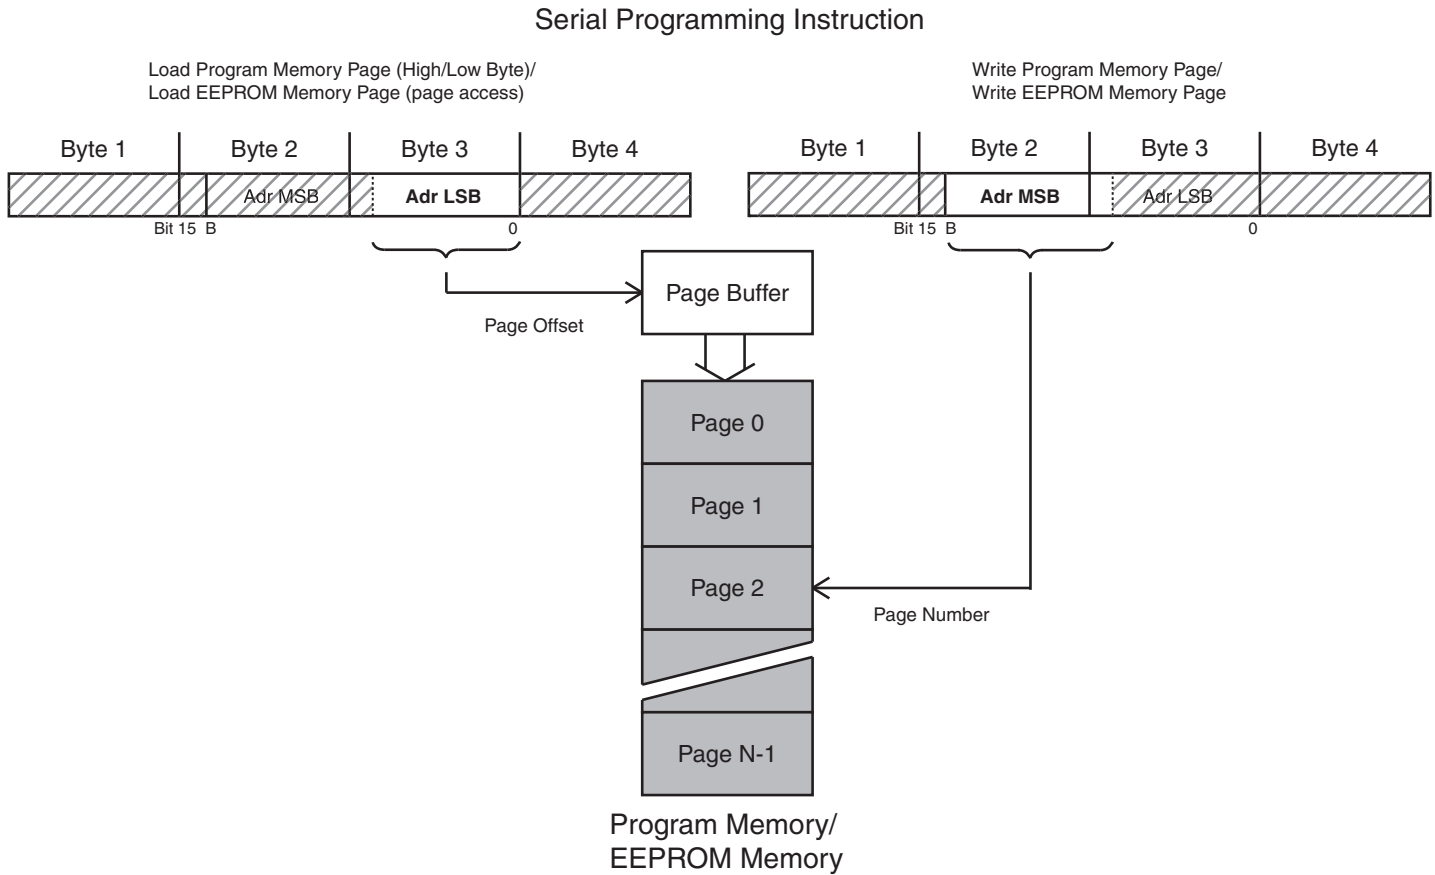 Serial Programming Instruction
Load Program Memory Page (High/Low Byte)/
Load EEPROM Memory Page (page access)
Write Program Memory Page/
Write EEPROM Memory Page
Byte 1
Byte 2
Byte 3
Byte 4
Adr MSB
Adr LSB
Bit 15 B
0
Byte 1
Byte 2
Byte 3
Byte 4
Adr MSB
Adr LSB
Bit 15 B
0
Page Buffer
Page Offset
Page 0
Page 1
Page 2
Page Number
Page N-1
Program Memory/
EEPROM Memory